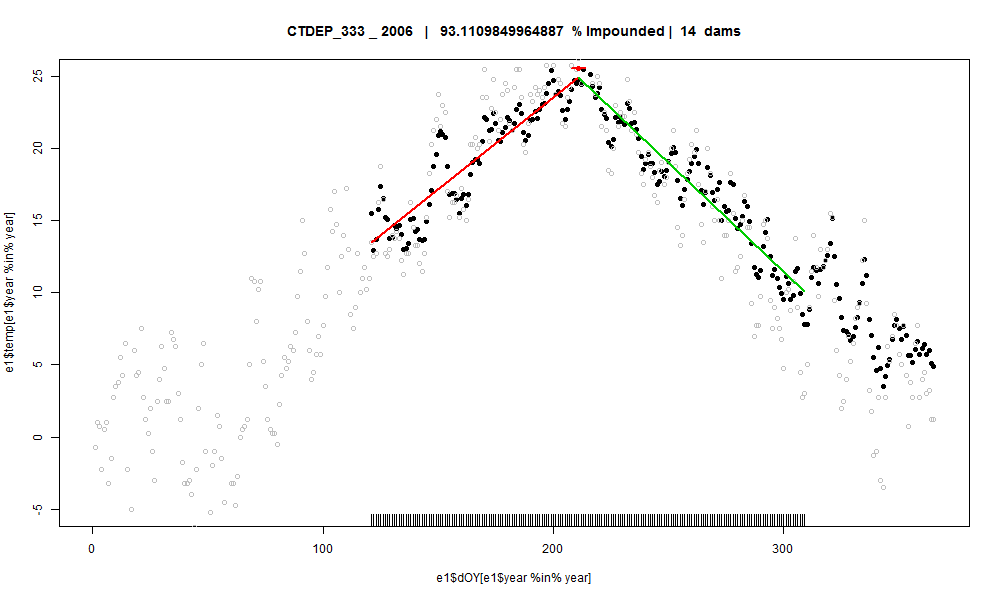 CTDEP_333 _ 2006 | 93.1109849964887 % Impounded | 14 dams
e1$temp[e1$year %in% year]
25
20
15
10
5
0
-5
0 100 200 300
e1$dOY[e1$year %in% year]